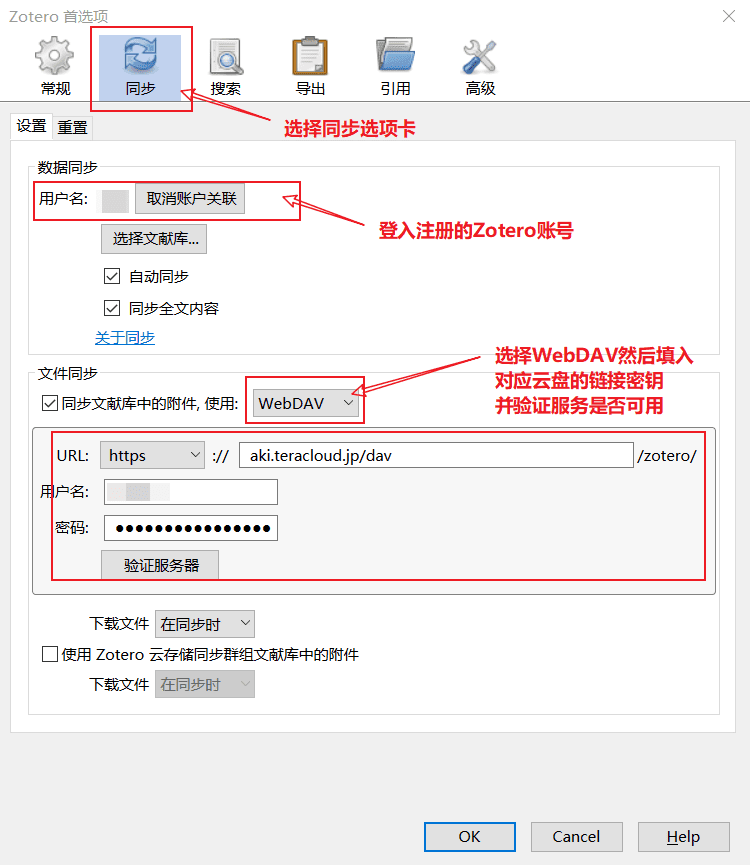 Zotero 首选项
常规
同步
搜索
导出
引用
高级
选择同步选项卡
设置
重置
数据同步
用户名:
取消账户关联
登入注册的Zotero账号
选择文献库...
自动同步
同步全文内容
关于同步
选择WebDAV然后填入
对应云盘的链接密钥
并验证服务是否可用
文件同步
同步文献库中的附件, 使用: WebDAV
URL: https :// aki.teracloud.jp/dav /zotero/
用户名:
密码: ●●●●●●●●●●●●●●●●
验证服务器
下载文件 在同步时
使用 Zotero 云存储同步群组文献库中的附件
下载文件 在同步时
OK
Cancel
Help